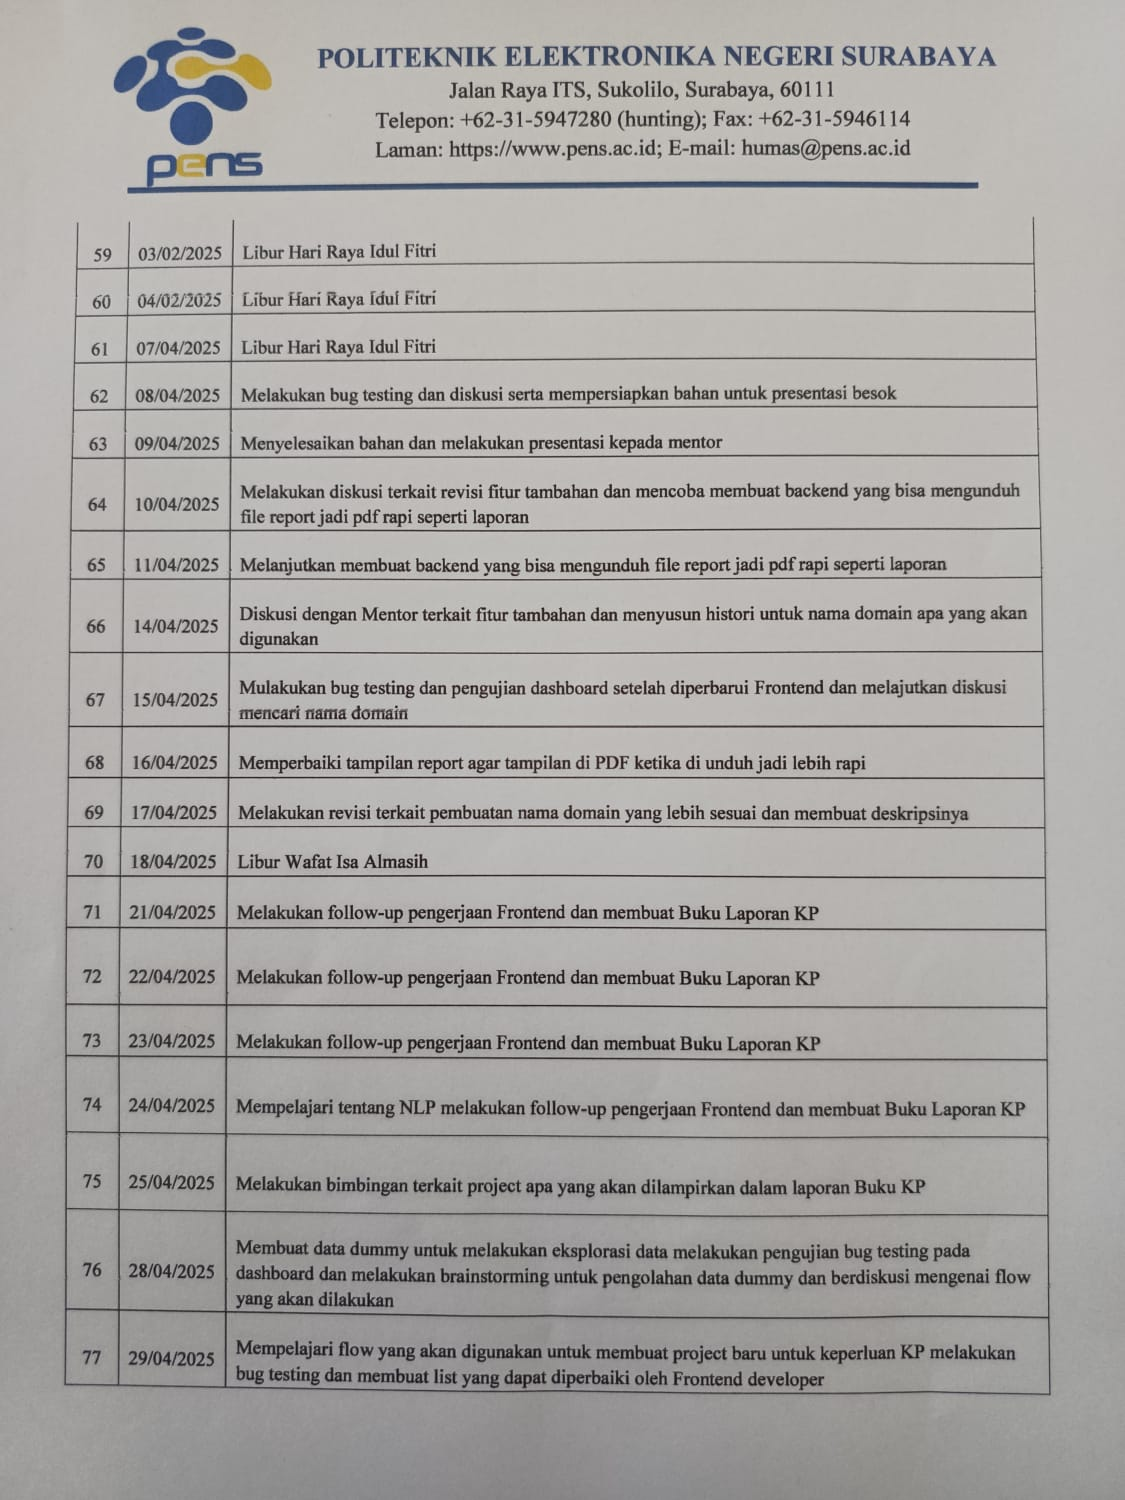 POLITEKNIK ELEKTRONIKA NEGERI SURABAYA
Jalan Raya ITS, Sukolilo, Surabaya, 60111
Telepon: +62-31-5947280 (hunting); Fax: +62-31-5946114
Laman: https://www.pens.ac.id; E-mail: humas@pens.ac.id
pens
59 03/02/2025 Libur Hari Raya Idul Fitri
60 04/02/2025 Libur Hari Raya Idul Fitri
61 07/04/2025 Libur Hari Raya Idul Fitri
62 08/04/2025 Melakukan bug testing dan diskusi serta mempersiapkan bahan untuk presentasi besok
63 09/04/2025 Menyelesaikan bahan dan melakukan presentasi kepada mentor
64 10/04/2025 Melakukan diskusi terkait revisi fitur tambahan dan mencoba membuat backend yang bisa mengunduh
file report jadi pdf rapi seperti laporan
65 11/04/2025 Melanjutkan membuat backend yang bisa mengunduh file report jadi pdf rapi seperti laporan
66 14/04/2025 Diskusi dengan Mentor terkait fitur tambahan dan menyusun histori untuk nama domain apa yang akan
digunakan
67 15/04/2025 Mulakukan bug testing dan pengujian dashboard setelah diperbarui Frontend dan melajutkan diskusi
mencari nama domain
68 16/04/2025 Memperbaiki tampilan report agar tampilan di PDF ketika di unduh jadi lebih rapi
69 17/04/2025 Melakukan revisi terkait pembuatan nama domain yang lebih sesuai dan membuat deskripsinya
70 18/04/2025 Libur Wafat Isa Almasih
71 21/04/2025 Melakukan follow-up pengerjaan Frontend dan membuat Buku Laporan KP
72 22/04/2025 Melakukan follow-up pengerjaan Frontend dan membuat Buku Laporan KP
73 23/04/2025 Melakukan follow-up pengerjaan Frontend dan membuat Buku Laporan KP
74 24/04/2025 Mempelajari tentang NLP melakukan follow-up pengerjaan Frontend dan membuat Buku Laporan KP
75 25/04/2025 Melakukan bimbingan terkait project apa yang akan dilampirkan dalam laporan Buku KP
76 28/04/2025 Membuat data dummy untuk melakukan eksplorasi data melakukan pengujian bug testing pada
dashboard dan melakukan brainstorming untuk pengolahan data dummy dan berdiskusi mengenai flow
yang akan dilakukan
77 29/04/2025 Mempelajari flow yang akan digunakan untuk membuat project baru untuk keperluan KP melakukan
bug testing dan membuat list yang dapat diperbaiki oleh Frontend developer